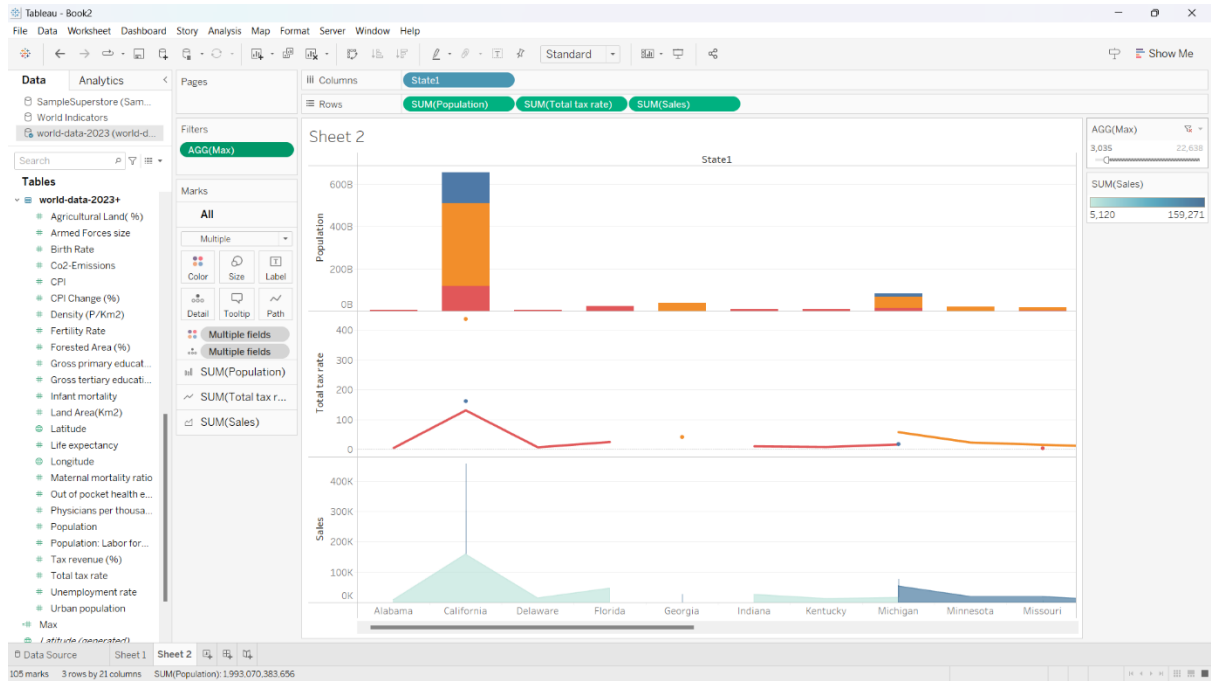 Tableau - Book2
File Data Worksheet Dashboard Story Analysis Map Format Server Window Help
Standard
Show Me
Data Analytics
SampleSuperstore (Sam...
World Indicators
world-data-2023 (world-d...
Search
Tables
world-data-2023+
Agricultural Land( %)
Armed Forces size
Birth Rate
Co2-Emissions
CPI
CPI Change (%)
Density (P/Km2)
Fertility Rate
Forested Area (%)
Gross primary educat...
Gross tertiary educati...
Infant mortality
Land Area(Km2)
Latitude
Life expectancy
Longitude
Maternal mortality ratio
Out of pocket health e...
Physicians per thousa...
Population
Population: Labor for...
Tax revenue (%)
Total tax rate
Unemployment rate
Urban population
Max
Latitude (generated)
Pages
Filters
AGG(Max)
Marks
All
Multiple
Color Size Label
Detail Tooltip Path
Multiple fields
Multiple fields
SUM(Population)
SUM(Total tax r...
SUM(Sales)
Columns State1
Rows SUM(Population) SUM(Total tax rate) SUM(Sales)
Sheet 2
State1
Population
600B
400B
200B
0B
Total tax rate
400
300
200
100
0
Sales
400K
300K
200K
100K
0K
Alabama California Delaware Florida Georgia Indiana Kentucky Michigan Minnesota Missouri
AGG(Max)
3,035 22,638
SUM(Sales)
5,120 159,271
Data Source Sheet 1 Sheet 2
105 marks 3 rows by 21 columns SUM(Population): 1,993,070,383,656